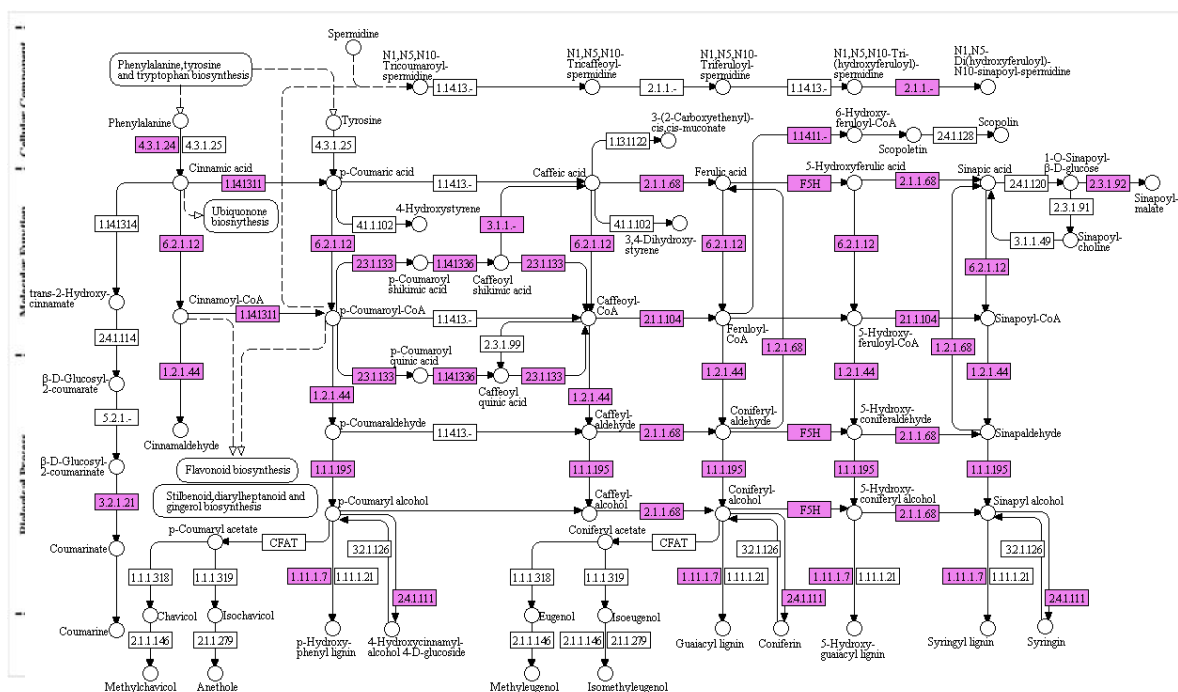 Spermidine
Phenylalanine, tyrosine
and tryptophan biosynthesis
N1,N5,N10-
Tricoumaroyl-
spermidine
1.14.13.-
N1,N5,N10-
Tricaffeoyl-
spermidine
2.1.1.-
N1,N5,N10-
Triferuloyl-
spermidine
1.14.13.-
N1,N5,N10-Tri-
(hydroxyferuloyl)-
spermidine
2.1.1.-
N1,N5-
Di(hydroxyferuloyl)-
N10-sinapoyl-spermidine
Phenylalanine
4.3.1.24
4.3.1.25
Tyrosine
4.3.1.25
3-(2-Carboxyethenyl)-
cis,cis-muconate
1.13.11.22
1.14.11.-
6-Hydroxy-
feruloyl-CoA
Scopoletin
2.4.1.128
Scopolin
Cinnamic acid
1.14.13.11
p-Coumaric acid
1.14.13.-
Caffeic acid
2.1.1.68
Ferulic acid
F5H
5-Hydroxyferulic acid
2.1.1.68
Sinapic acid
2.4.1.120
1-O-Sinapoyl-
β-D-glucose
2.3.1.92
Sinapoyl-
malate
2.3.1.91
Sinapoyl-
choline
3.1.1.49
Ubiquonone
biosnythesis
4.1.1.102
4-Hydroxystyrene
3.1.1.-
4.1.1.102
3,4-Dihydroxy-
styrene
1.14.13.14
6.2.1.12
6.2.1.12
6.2.1.12
6.2.1.12
6.2.1.12
6.2.1.12
2.3.1.133
p-Coumaroyl
shikimic acid
1.14.13.36
Caffeoyl
shikimic acid
2.3.1.133
trans-2-Hydroxy-
cinnamate
Cinnamoyl-CoA
1.14.13.11
p-Coumaroyl-CoA
1.14.13.-
Caffeoyl-
CoA
2.1.1.104
Feruloyl-
CoA
5-Hydroxy-
feruloyl-CoA
2.1.1.104
Sinapoyl-CoA
2.4.1.114
2.3.1.99
1.2.1.68
1.2.1.68
1.2.1.44
p-Coumaroyl
quinic acid
2.3.1.133
1.14.13.36
Caffeoyl
quinic acid
2.3.1.133
1.2.1.44
1.2.1.44
1.2.1.44
1.2.1.44
1.2.1.44
β-D-Glucosyl-
2-coumarate
5.2.1.-
Cinnamaldehyde
p-Coumaraldehyde
1.14.13.-
Caffeyl-
aldehyde
2.1.1.68
Coniferyl-
aldehyde
F5H
5-Hydroxy-
coniferaldehyde
2.1.1.68
Sinapaldehyde
β-D-Glucosyl-
2-coumarinate
Flavonoid biosynthesis
Stilbenoid,diarylheptanoid and
gingerol biosynthesis
1.1.1.195
1.1.1.195
1.1.1.195
1.1.1.195
1.1.1.195
3.2.1.21
p-Coumaryl alcohol
Caffeyl-
alcohol
2.1.1.68
Coniferyl-
alcohol
F5H
5-Hydroxy-
coniferyl alcohol
2.1.1.68
Sinapyl alcohol
Coumarinate
p-Coumaryl acetate
CFAT
Coniferyl acetate
CFAT
3.2.1.126
3.2.1.126
3.2.1.126
1.1.1.318
1.1.1.319
1.11.1.7
1.11.1.21
2.4.1.111
1.1.1.318
1.1.1.319
1.11.1.7
1.11.1.21
2.4.1.111
1.11.1.7
1.11.1.21
1.11.1.7
1.11.1.21
2.4.1.111
Coumarine
Chavicol
Isochavicol
2.1.1.146
2.1.1.279
p-Hydroxy-
phenyl lignin
4-Hydroxycinnamyl-
alcohol 4-D-glucoside
Eugenol
Isoeugenol
2.1.1.146
2.1.1.146
2.1.1.279
Guaiacyl lignin
Coniferin
5-Hydroxy-
guaiacyl lignin
Syringyl lignin
Syringin
Methylchavicol
Anethole
Methyleugenol
Isomethyleugenol